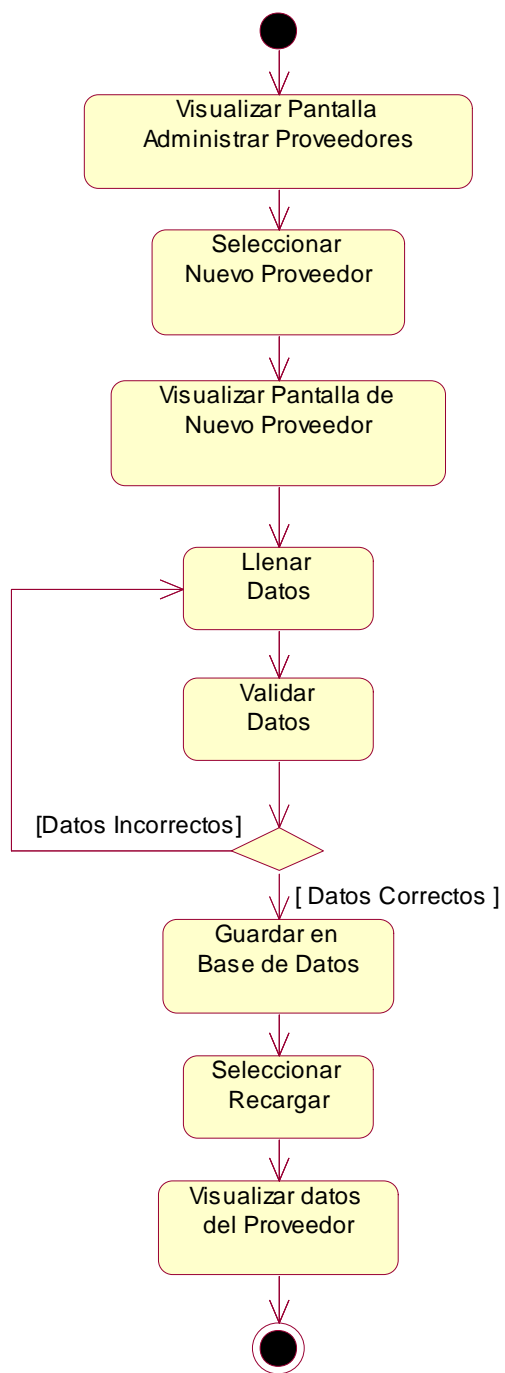 Visualizar Pantalla
Administrar Proveedores
Seleccionar
Nuevo Proveedor
Visualizar Pantalla de
Nuevo Proveedor
Llenar
Datos
Validar
Datos
[Datos Incorrectos]
[ Datos Correctos ]
Guardar en
Base de Datos
Seleccionar
Recargar
Visualizar datos
del Proveedor